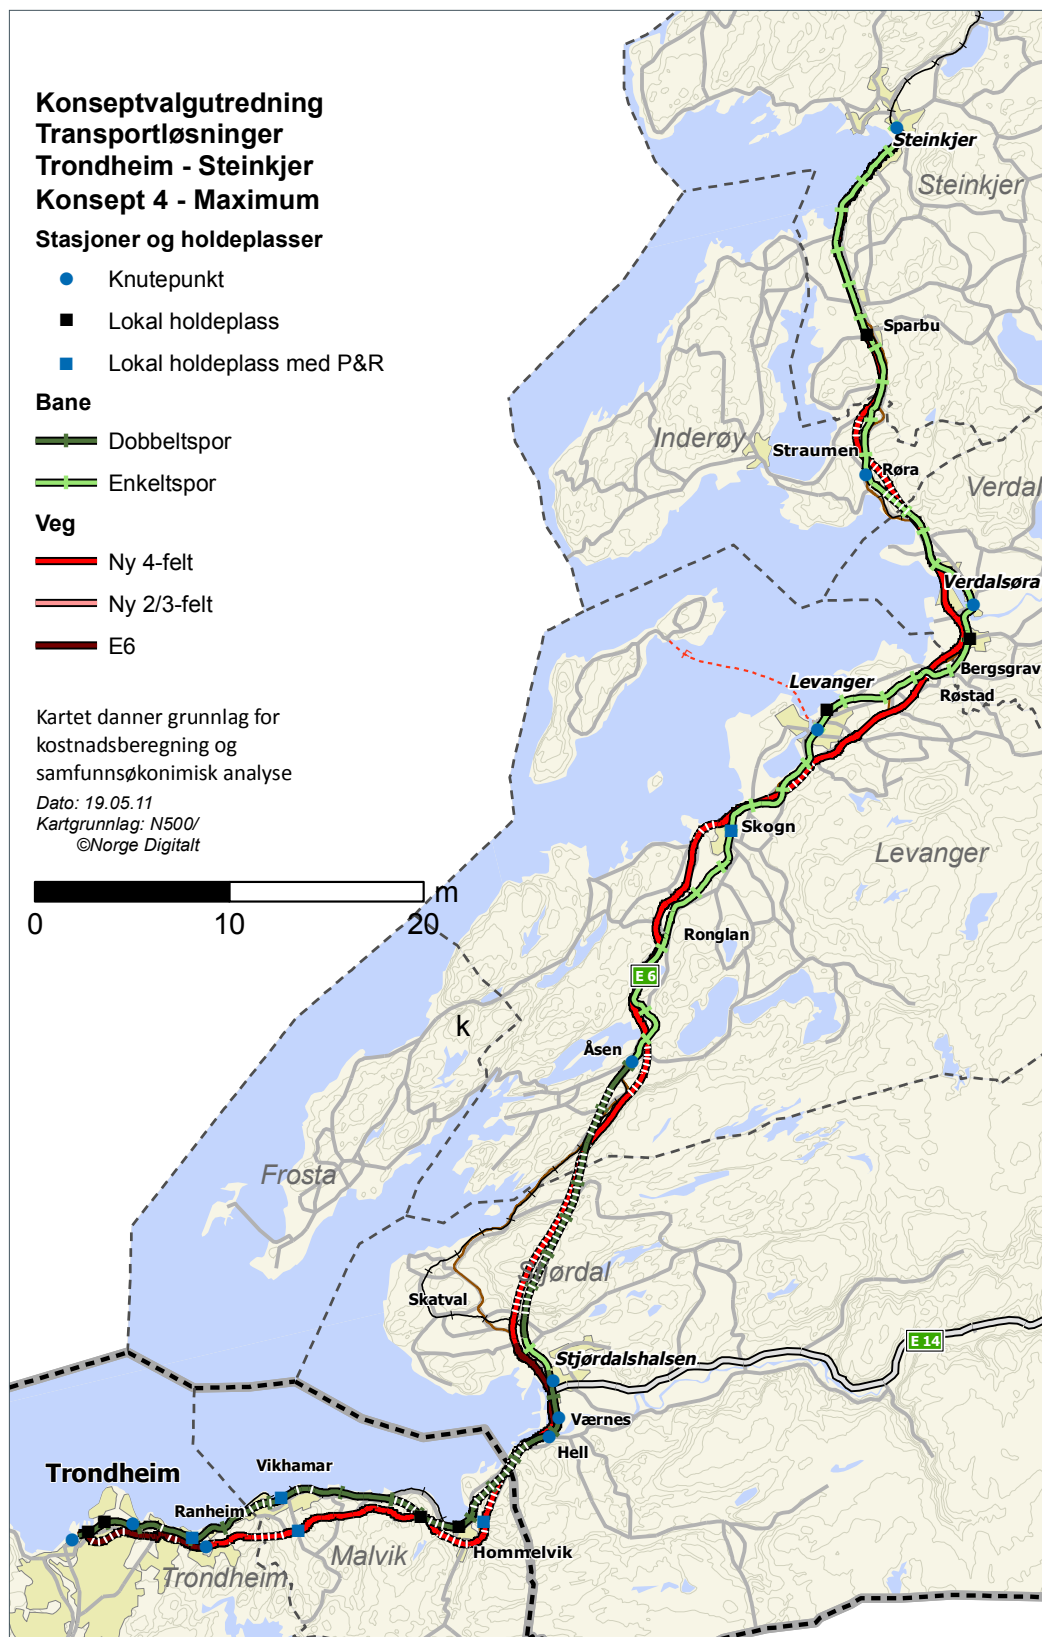 Konseptvalgutredning
Transportløsninger
Trondheim - Steinkjer
Konsept 4 - Maximum
Stasjoner og holdeplasser
Knutepunkt
Lokal holdeplass
Lokal holdeplass med P&R
Bane
Dobbeltspor
Enkeltspor
Veg
Ny 4-felt
Ny 2/3-felt
E6
Kartet danner grunnlag for
kostnadsberegning og
samfunnsøkonimisk analyse
Dato: 19.05.11
Kartgrunnlag: N500/
©Norge Digitalt
m
0 10 20
Steinkjer
Steinkjer
Sparbu
Inderøy
Straumen
Røra
Verdal
Verdalsøra
Bergsgrav
Levanger
Røstad
Skogn
Levanger
Ronglan
E 6
k
Åsen
Frosta
Stjørdal
Skatval
E 14
Stjørdalshalsen
Værnes
Hell
Trondheim
Vikhamar
Ranheim
Hommelvik
Malvik
Trondheim